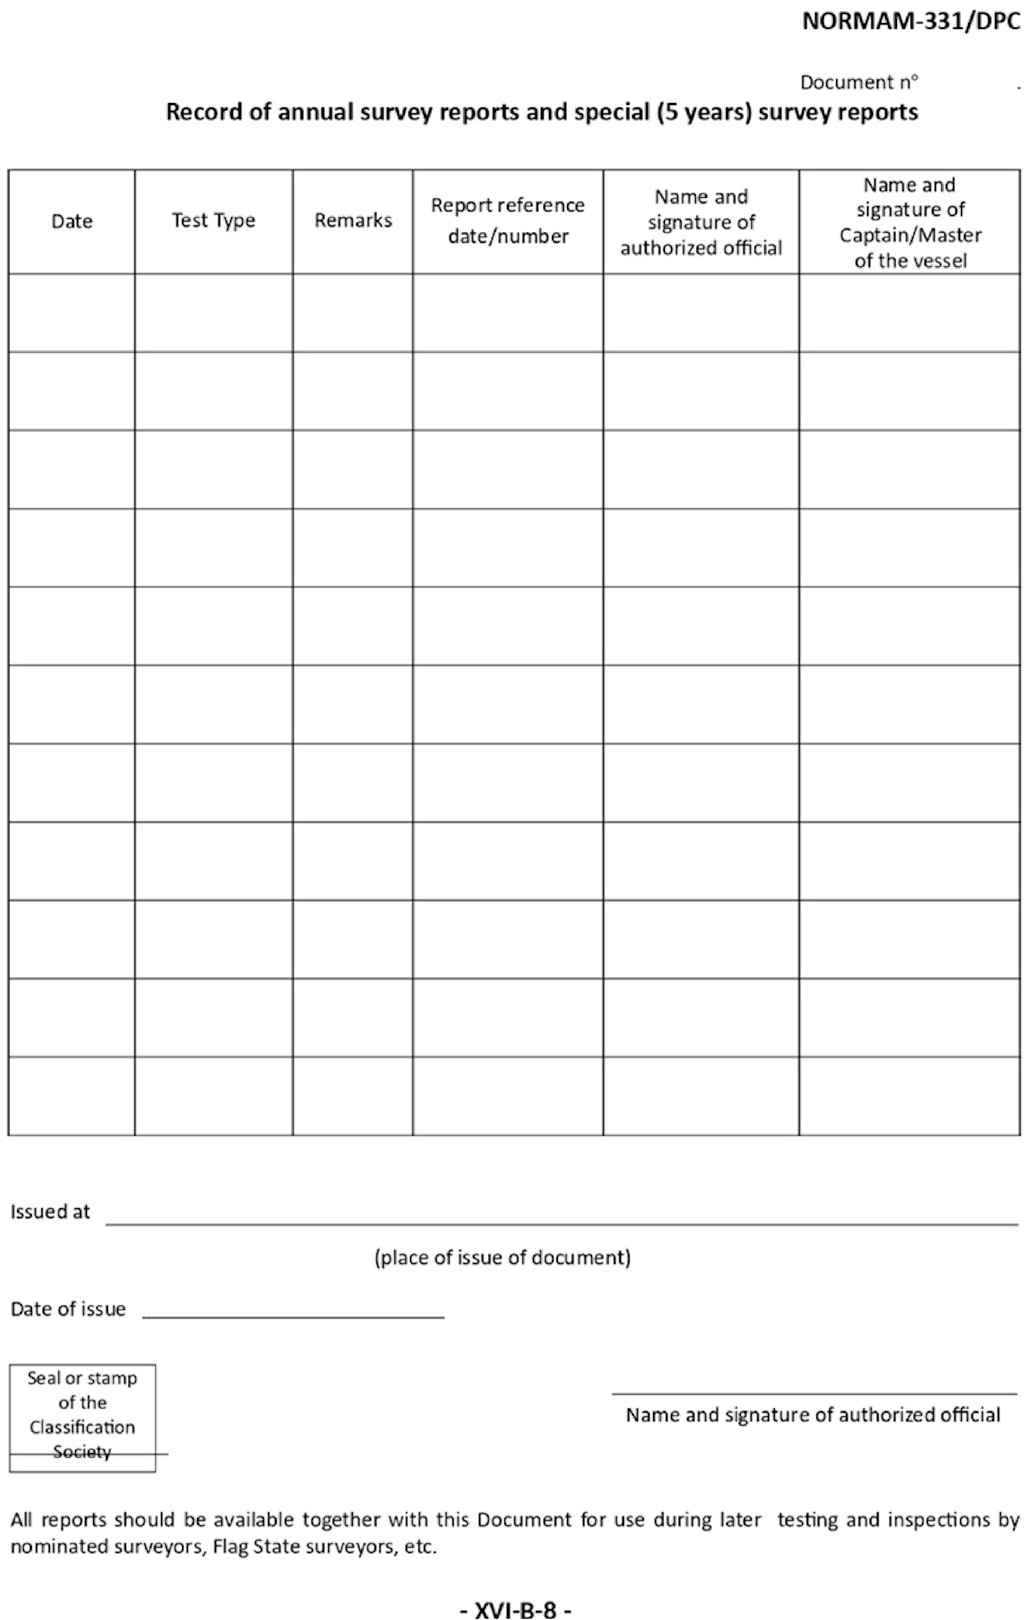 NORMAM-331/DPC
Document n° .
Record of annual survey reports and special (5 years) survey reports
Date
Test Type
Remarks
Report reference
date/number
Name and
signature of
authorized official
Name and
signature of
Captain/Master
of the vessel
Issued at
(place of issue of document)
Date of issue
Seal or stamp
of the
Classification
Society
Name and signature of authorized official
All reports should be available together with this Document for use during later testing and inspections by
nominated surveyors, Flag State surveyors, etc.
- XVI-B-8 -